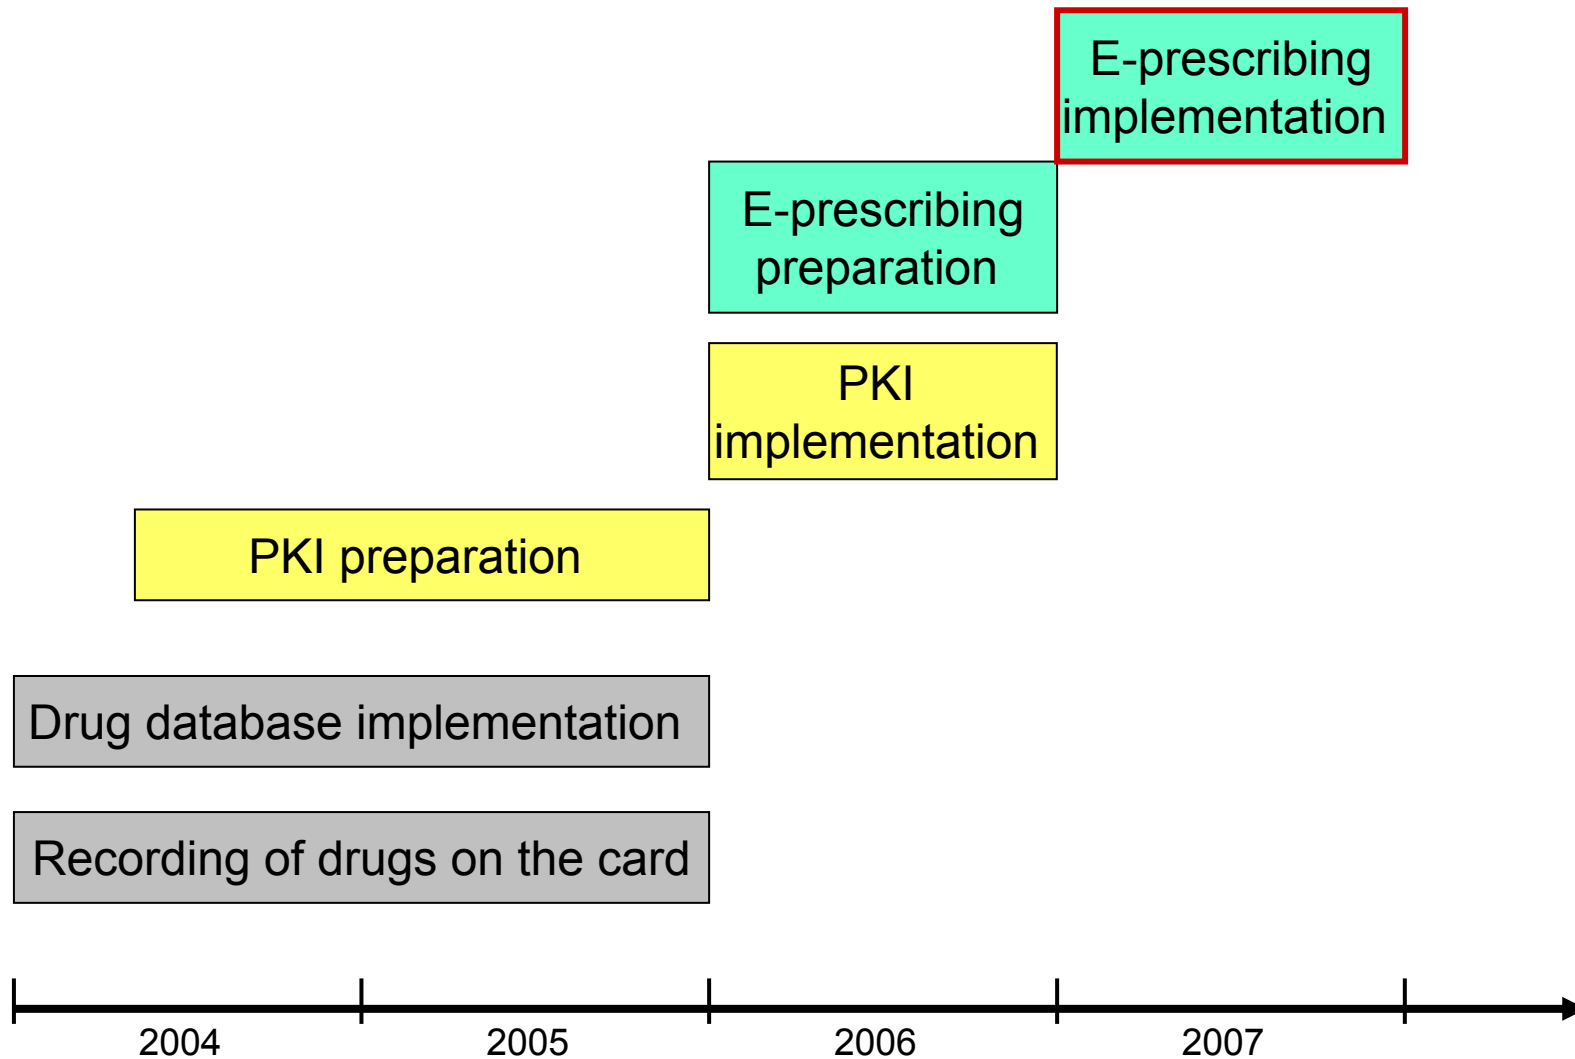 E-prescribing
implementation
E-prescribing
preparation
PKI
implementation
PKI preparation
Drug database implementation
Recording of drugs on the card
2004 2005 2006 2007